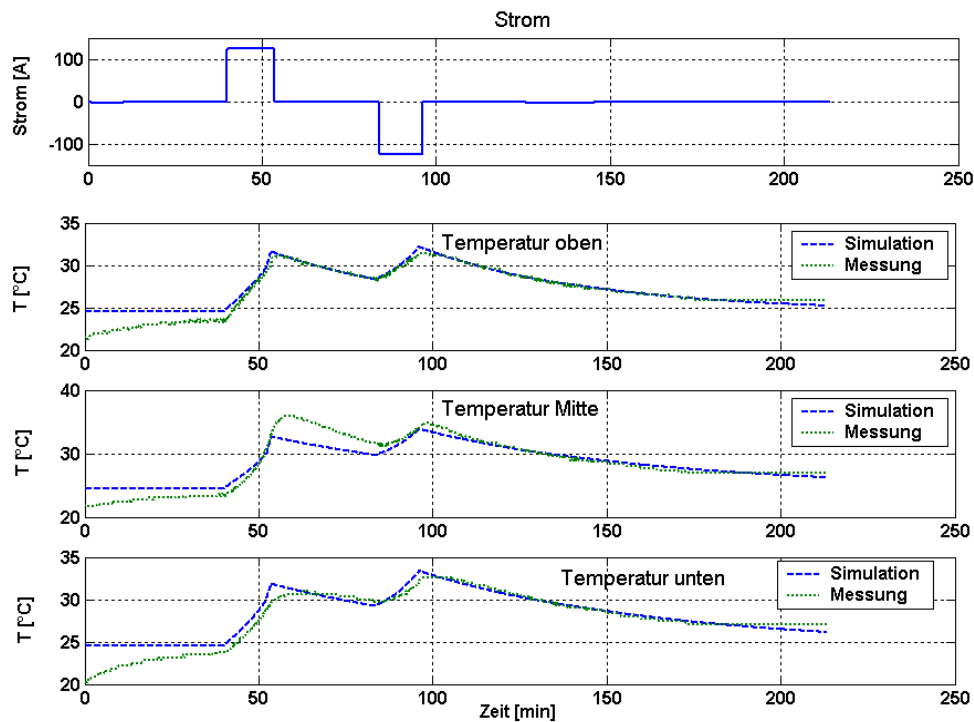 Strom
Strom [A]
100
0
-100
0 50 100 150 200 250
T [°C]
35
30
25
20
Temperatur oben
Simulation
Messung
0 50 100 150 200 250
T [°C]
40
30
20
Temperatur Mitte
Simulation
Messung
0 50 100 150 200 250
T [°C]
35
30
25
20
Temperatur unten
Simulation
Messung
0 50 100 150 200 250
Zeit [min]